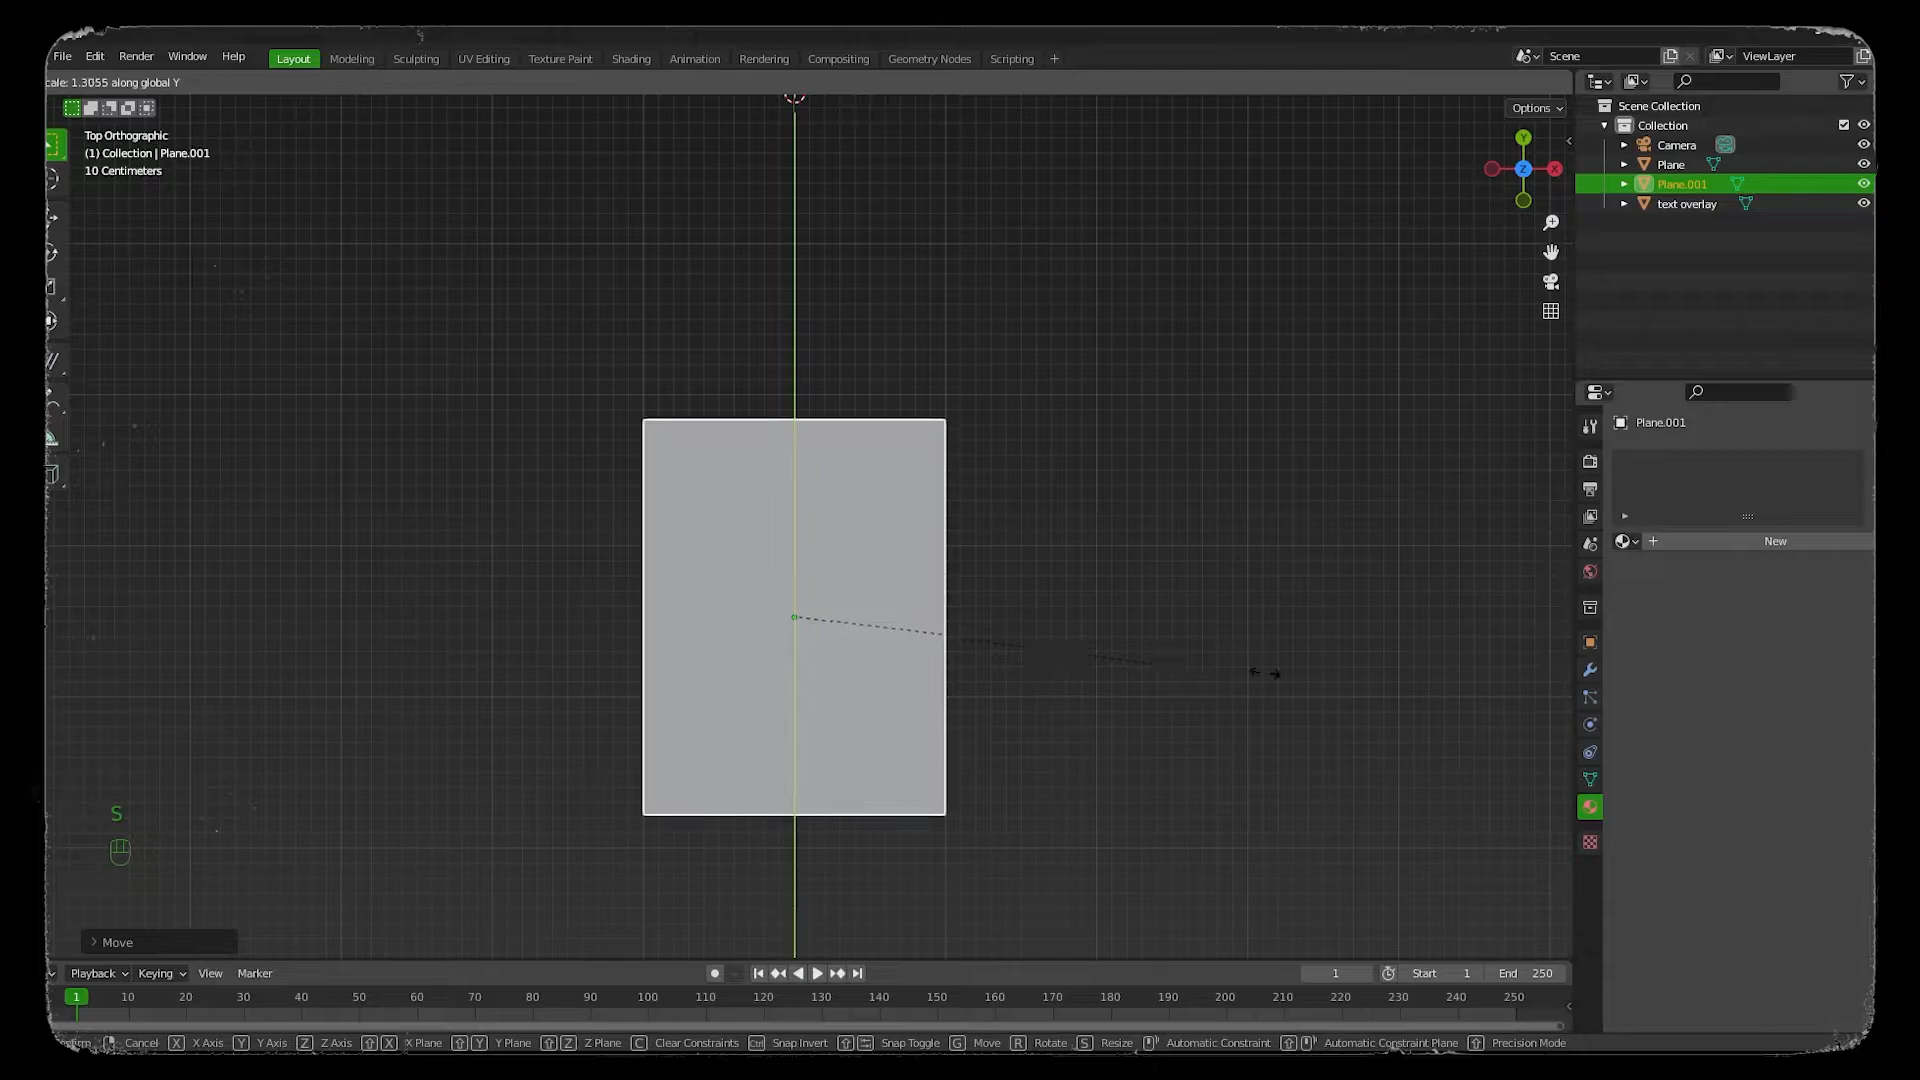 File Edit Render Window Help Layout Modeling Sculpting UV Editing Texture Paint Shading Animation Rendering Compositing Geometry Nodes Scripting + Scene ViewLayer
cale: 1.3055 along global Y
Options
Top Orthographic
(1) Collection | Plane.001
10 Centimeters
Y
Z
X
Scene Collection
Collection
Camera
Plane
Plane.001
text overlay
Plane.001
New
S
Move
Playback Keying View Marker 1 Start 1 End 250
1 10 20 30 40 50 60 70 80 90 100 110 120 130 140 150 160 170 180 190 200 210 220 230 240 250
Cancel X X Axis Y Y Axis Z Z Axis X X Plane Y Y Plane Z Z Plane C Clear Constraints Ctrl Snap Invert Snap Toggle G Move R Rotate S Resize Automatic Constraint Automatic Constraint Plane Precision Mode